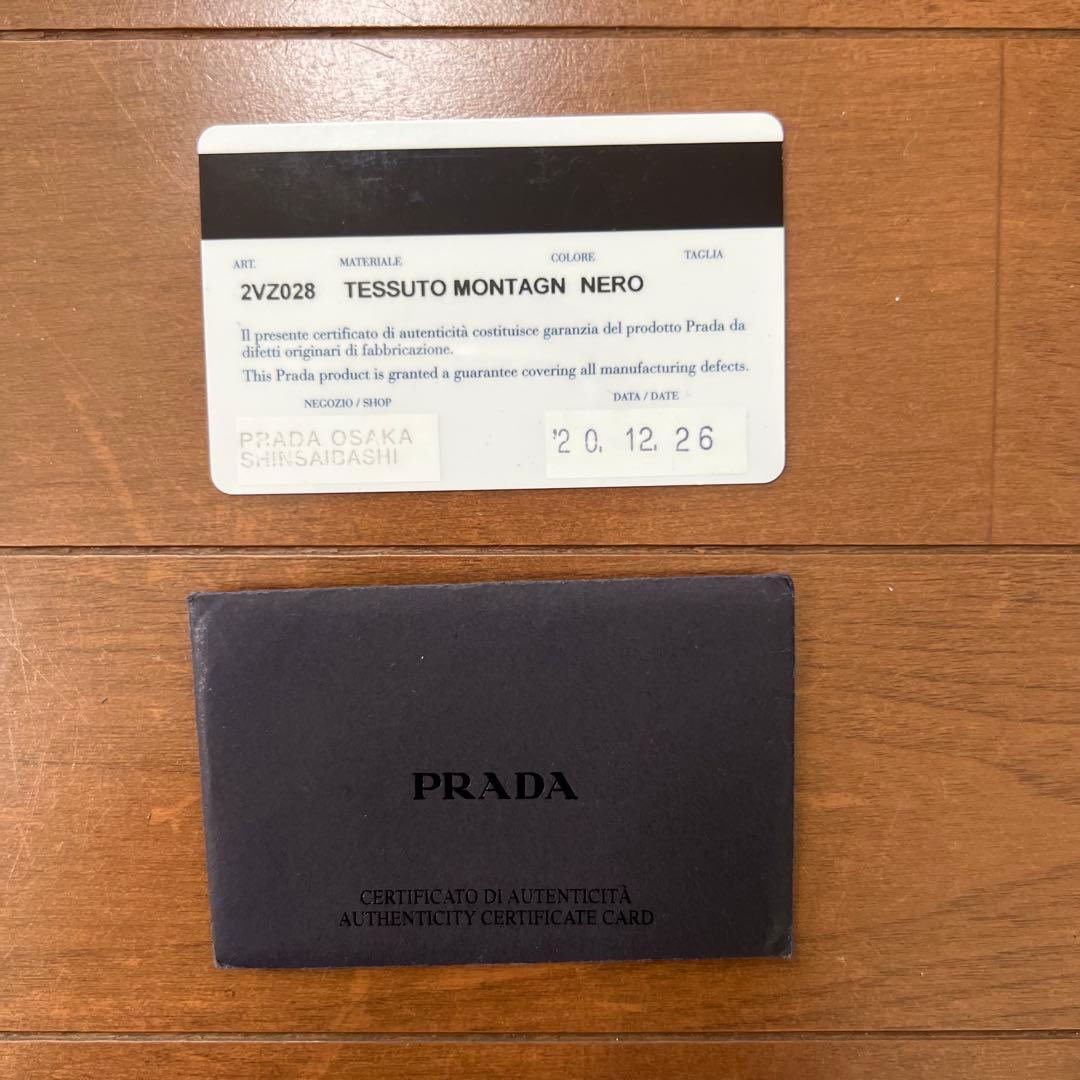 ART. MATERIALE COLORE TAGLIA
2VZ028 TESSUTO MONTAGN NERO
Il presente certificato di autenticità costituisce garanzia del prodotto Prada da
difetti originari di fabbricazione.
This Prada product is granted a guarantee covering all manufacturing defects.
NEGOZIO / SHOP DATA / DATE
PRADA OSAKA
SHINSAIBASHI
'20. 12. 26
PRADA
CERTIFICATO DI AUTENTICITÀ
AUTHENTICITY CERTIFICATE CARD